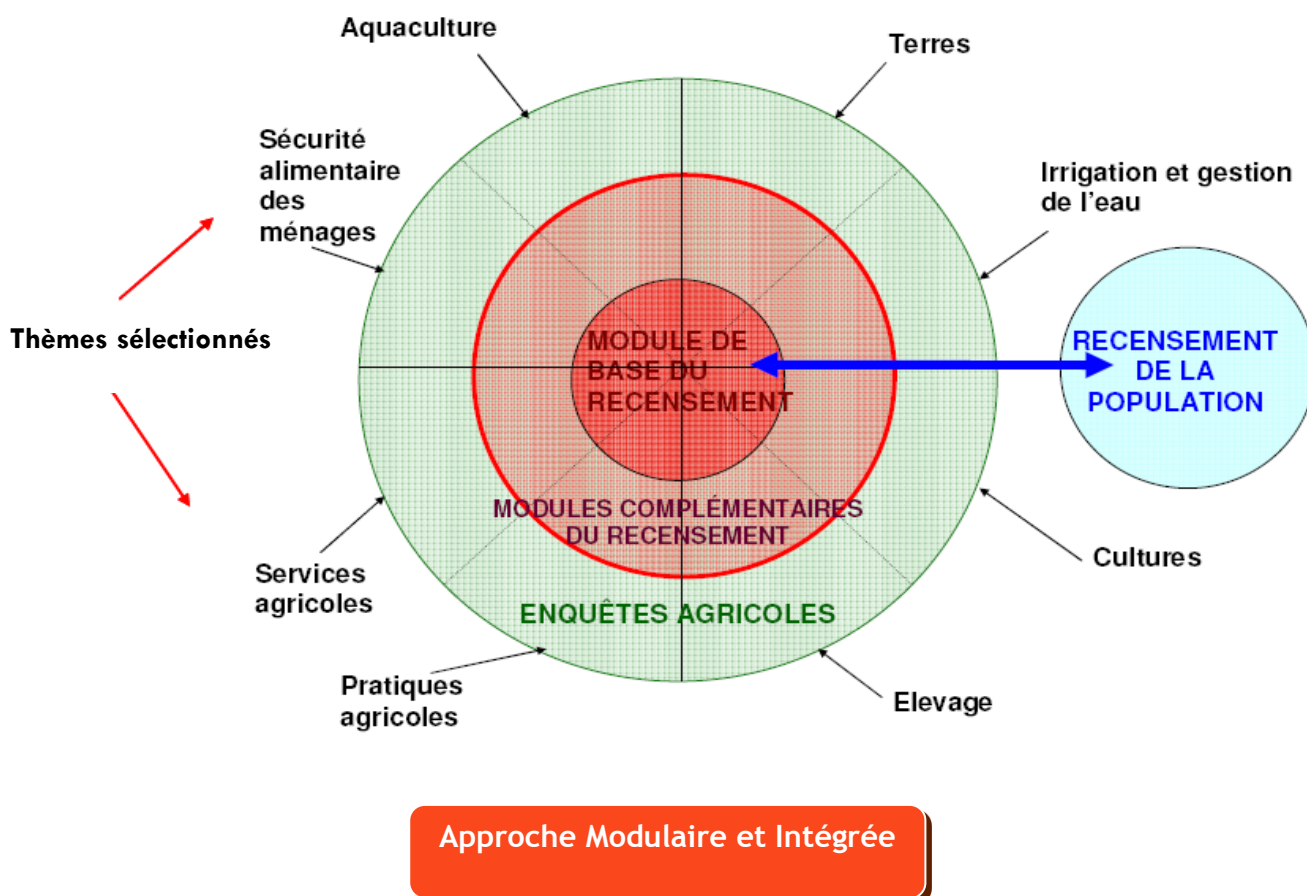 Aquaculture
Terres
Sécurité
alimentaire
des
ménages
Irrigation et gestion
de l'eau
Thèmes sélectionnés
MODULE DE
BASE DU
RECENSEMENT
RECENSEMENT
DE LA
POPULATION
MODULES COMPLÉMENTAIRES
DU RECENSEMENT
Services
agricoles
ENQUÊTES AGRICOLES
Cultures
Pratiques
agricoles
Elevage
Approche Modulaire et Intégrée